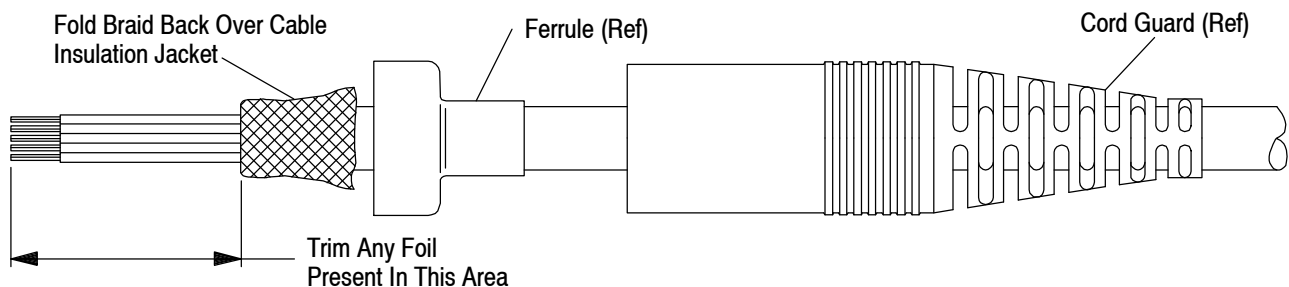 Fold Braid Back Over Cable
Insulation Jacket
Ferrule (Ref)
Cord Guard (Ref)
Trim Any Foil
Present In This Area